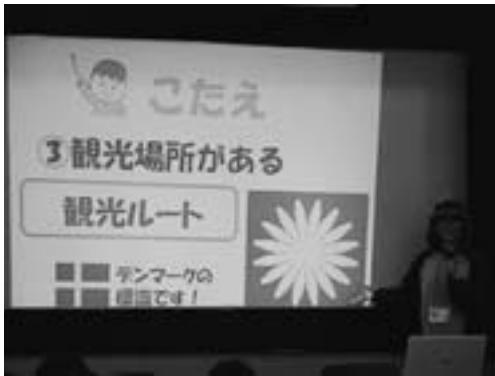 こたえ
③観光場所がある
観光ルート
デンマークの
標識です！